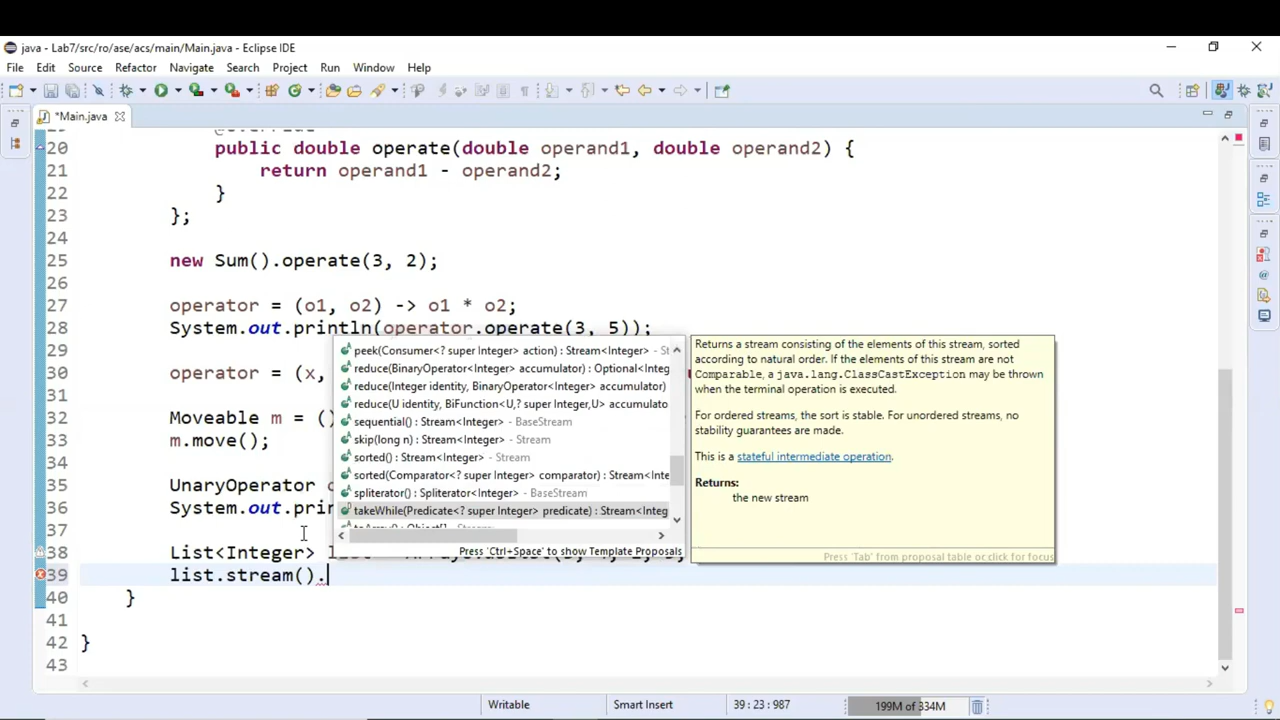 java - Lab7/src/ro/ase/acs/main/Main.java - Eclipse IDE
File Edit Source Refactor Navigate Search Project Run Window Help
*Main.java
@Override
20 public double operate(double operand1, double operand2) {
21 return operand1 - operand2;
22 }
23 };
24
25 new Sum().operate(3, 2);
26
27 operator = (o1, o2) -> o1 * o2;
28 System.out.println(operator.operate(3, 5));
29
30 operator = (x,
31
32 Moveable m = ()
33 m.move();
34
35 UnaryOperator
36 System.out.prin
37
38 List<Integer>
39 list.stream().
40 }
41
42 }
43
peek(Consumer<? super Integer> action) : Stream<Integer> - St
reduce(BinaryOperator<Integer> accumulator) : Optional<Integ
reduce(Integer identity, BinaryOperator<Integer> accumulator)
reduce(U identity, BiFunction<U,? super Integer,U> accumulato
sequential() : Stream<Integer> - BaseStream
skip(long n) : Stream<Integer> - Stream
sorted() : Stream<Integer> - Stream
sorted(Comparator<? super Integer> comparator) : Stream<Inte
spliterator() : Spliterator<Integer> - BaseStream
takeWhile(Predicate<? super Integer> predicate) : Stream<Integ
toArray() : Object[] - Stream
Press 'Ctrl+Space' to show Template Proposals
Returns a stream consisting of the elements of this stream, sorted
according to natural order. If the elements of this stream are not
Comparable, a java.lang.ClassCastException may be thrown
when the terminal operation is executed.
For ordered streams, the sort is stable. For unordered streams, no
stability guarantees are made.
This is a stateful intermediate operation.
Returns:
the new stream
Press 'Tab' from proposal table or click for focus
Writable Smart Insert 39 : 23 : 987 199M of 334M